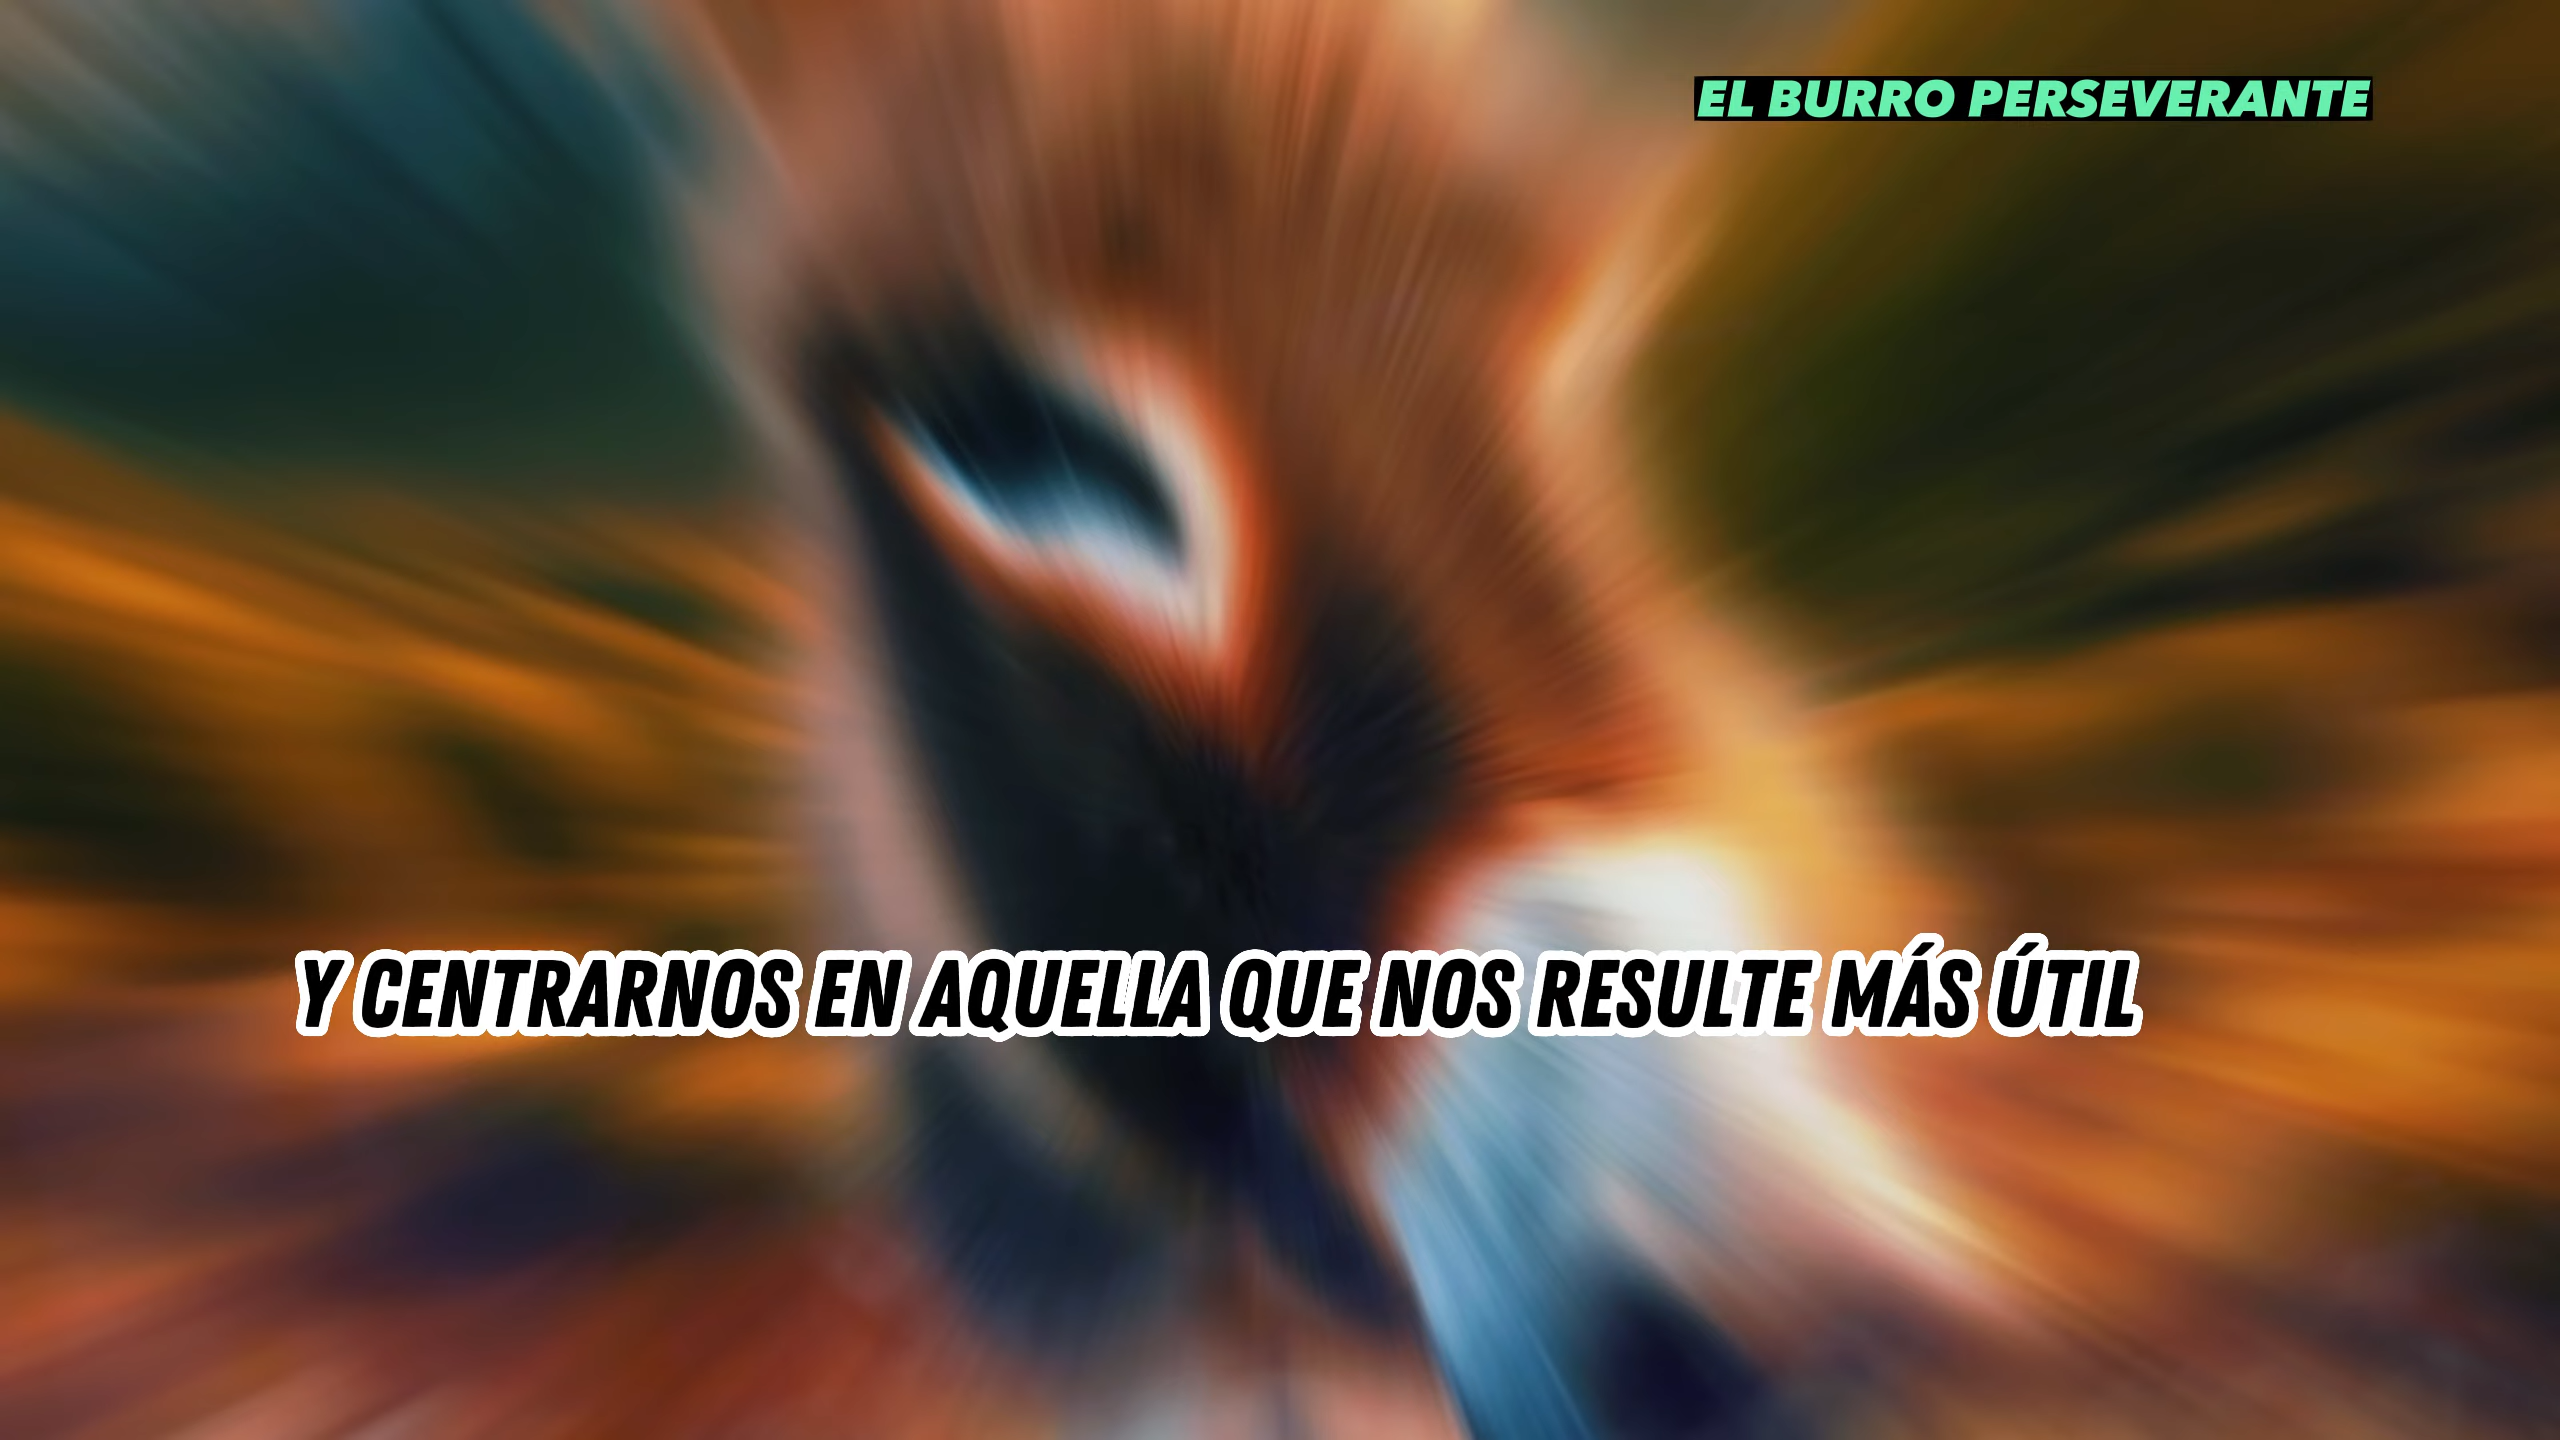 EL BURRO PERSEVERANTE
Y CENTRARNOS EN AQUELLA QUE NOS RESULTE MÁS ÚTIL